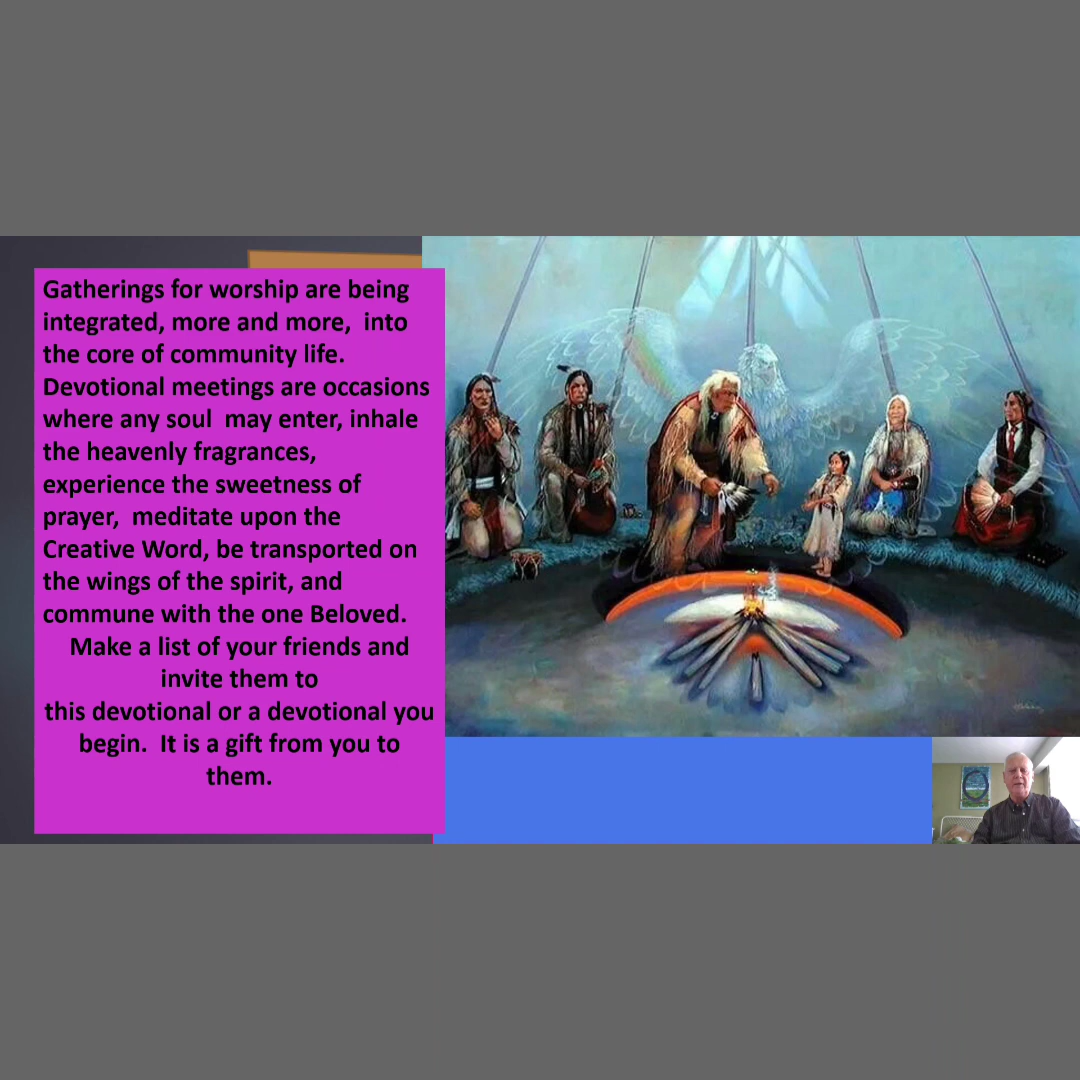 Gatherings for worship are being
integrated, more and more,  into
the core of community life.
Devotional meetings are occasions
where any soul  may enter, inhale
the heavenly fragrances,
experience the sweetness of
prayer,  meditate upon the
Creative Word, be transported on
the wings of the spirit, and
commune with the one Beloved.
Make a list of your friends and
invite them to
this devotional or a devotional you
begin.  It is a gift from you to
them.